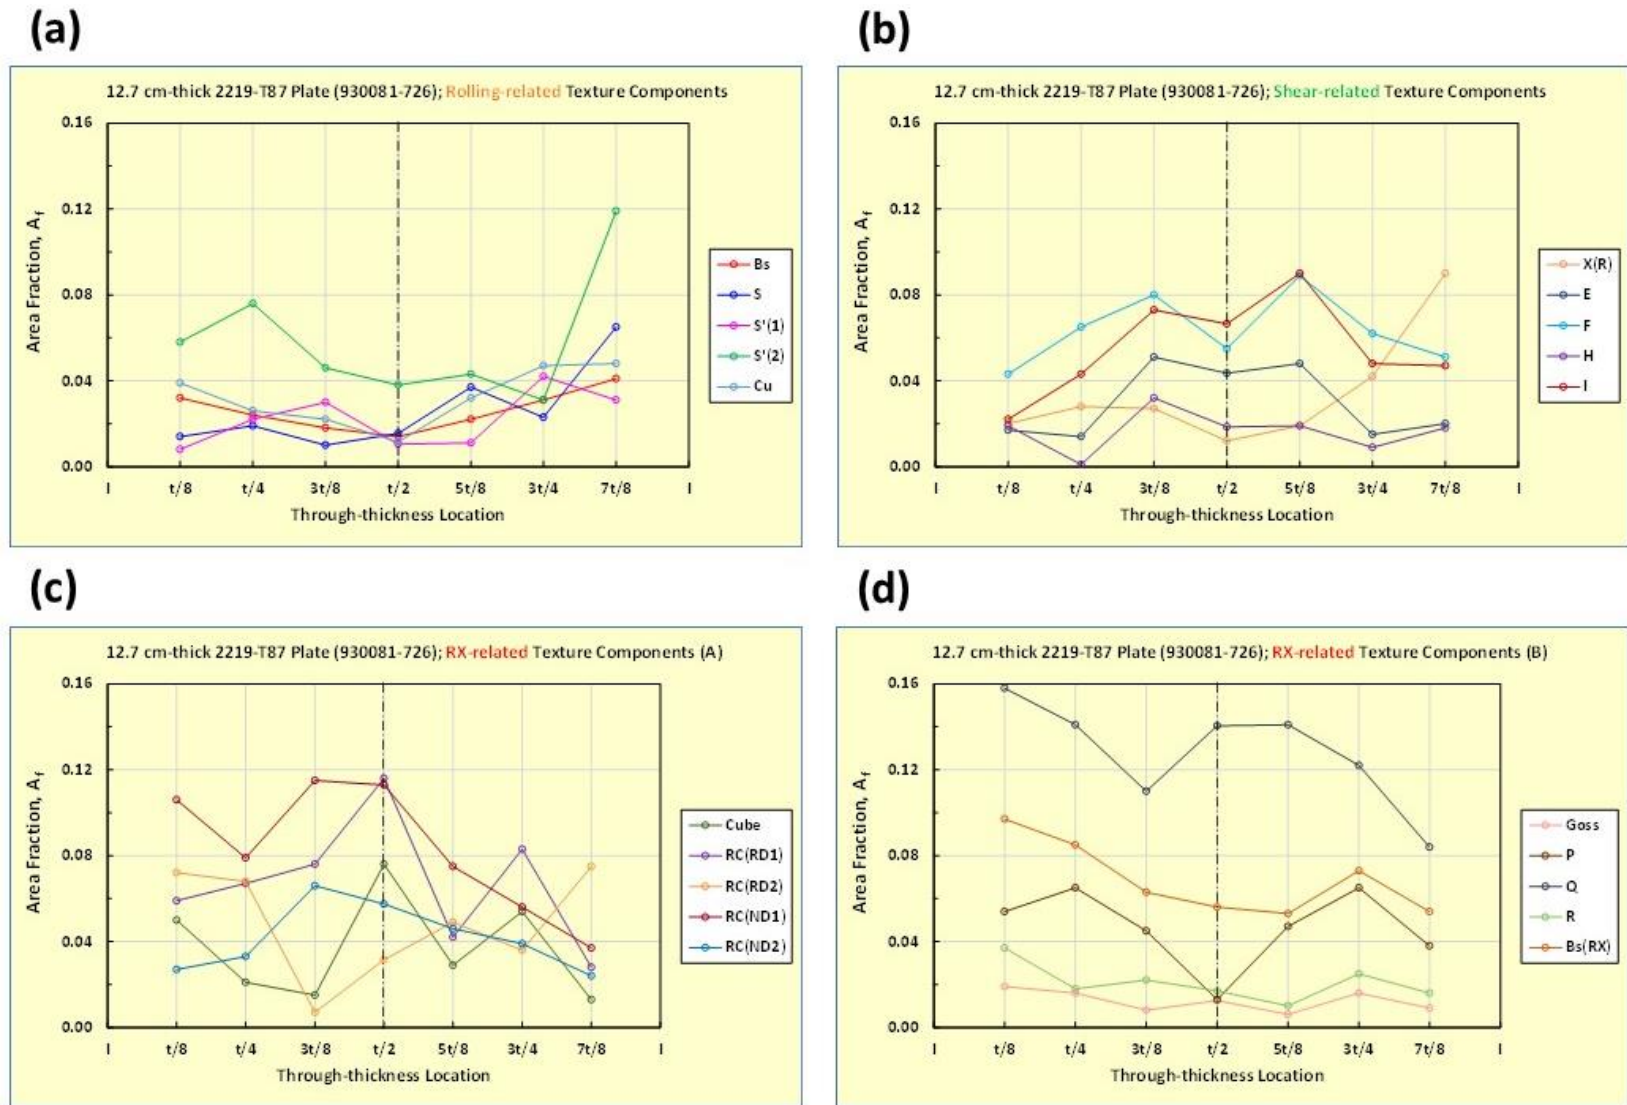 (a)
12.7 cm-thick 2219-T87 Plate (930081-726); Rolling-related Texture Components
Area Fraction, Af
0.16
0.12
0.08
0.04
0.00
I t/8 t/4 3t/8 t/2 5t/8 3t/4 7t/8 I
Through-thickness Location
Bs
S
S'(1)
S'(2)
Cu
(b)
12.7 cm-thick 2219-T87 Plate (930081-726); Shear-related Texture Components
Area Fraction, Af
0.16
0.12
0.08
0.04
0.00
I t/8 t/4 3t/8 t/2 5t/8 3t/4 7t/8 I
Through-thickness Location
X(R)
E
F
H
I
(c)
12.7 cm-thick 2219-T87 Plate (930081-726); RX-related Texture Components (A)
Area Fraction, Af
0.16
0.12
0.08
0.04
0.00
I t/8 t/4 3t/8 t/2 5t/8 3t/4 7t/8 I
Through-thickness Location
Cube
RC(RD1)
RC(RD2)
RC(ND1)
RC(ND2)
(d)
12.7 cm-thick 2219-T87 Plate (930081-726); RX-related Texture Components (B)
Area Fraction, Af
0.16
0.12
0.08
0.04
0.00
I t/8 t/4 3t/8 t/2 5t/8 3t/4 7t/8 I
Through-thickness Location
Goss
P
Q
R
Bs(RX)